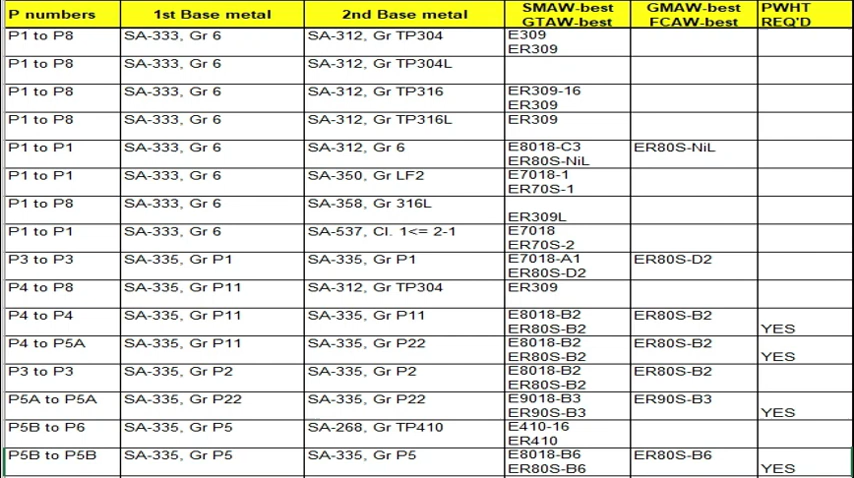 P numbers 1st Base metal 2nd Base metal SMAW-best GTAW-best GMAW-best FCAW-best PWHT REQ'D
P1 to P8 SA-333, Gr 6 SA-312, Gr TP304 E309
ER309
P1 to P8 SA-333, Gr 6 SA-312, Gr TP304L
P1 to P8 SA-333, Gr 6 SA-312, Gr TP316 ER309-16
ER309
P1 to P8 SA-333, Gr 6 SA-312, Gr TP316L ER309
P1 to P1 SA-333, Gr 6 SA-312, Gr 6 E8018-C3 ER80S-NiL
ER80S-NiL
P1 to P1 SA-333, Gr 6 SA-350, Gr LF2 E7018-1
ER70S-1
P1 to P8 SA-333, Gr 6 SA-358, Gr 316L
ER309L
P1 to P1 SA-333, Gr 6 SA-537, Cl. 1<= 2-1 E7018
ER70S-2
P3 to P3 SA-335, Gr P1 SA-335, Gr P1 E7018-A1 ER80S-D2
ER80S-D2
P4 to P8 SA-335, Gr P11 SA-312, Gr TP304 ER309
P4 to P4 SA-335, Gr P11 SA-335, Gr P11 E8018-B2 ER80S-B2
ER80S-B2 YES
P4 to P5A SA-335, Gr P11 SA-335, Gr P22 E8018-B2 ER80S-B2
ER80S-B2 YES
P3 to P3 SA-335, Gr P2 SA-335, Gr P2 E8018-B2 ER80S-B2
ER80S-B2
P5A to P5A SA-335, Gr P22 SA-335, Gr P22 E9018-B3 ER90S-B3
ER90S-B3 YES
P5B to P6 SA-335, Gr P5 SA-268, Gr TP410 E410-16
ER410
P5B to P5B SA-335, Gr P5 SA-335, Gr P5 E8018-B6 ER80S-B6
ER80S-B6 YES